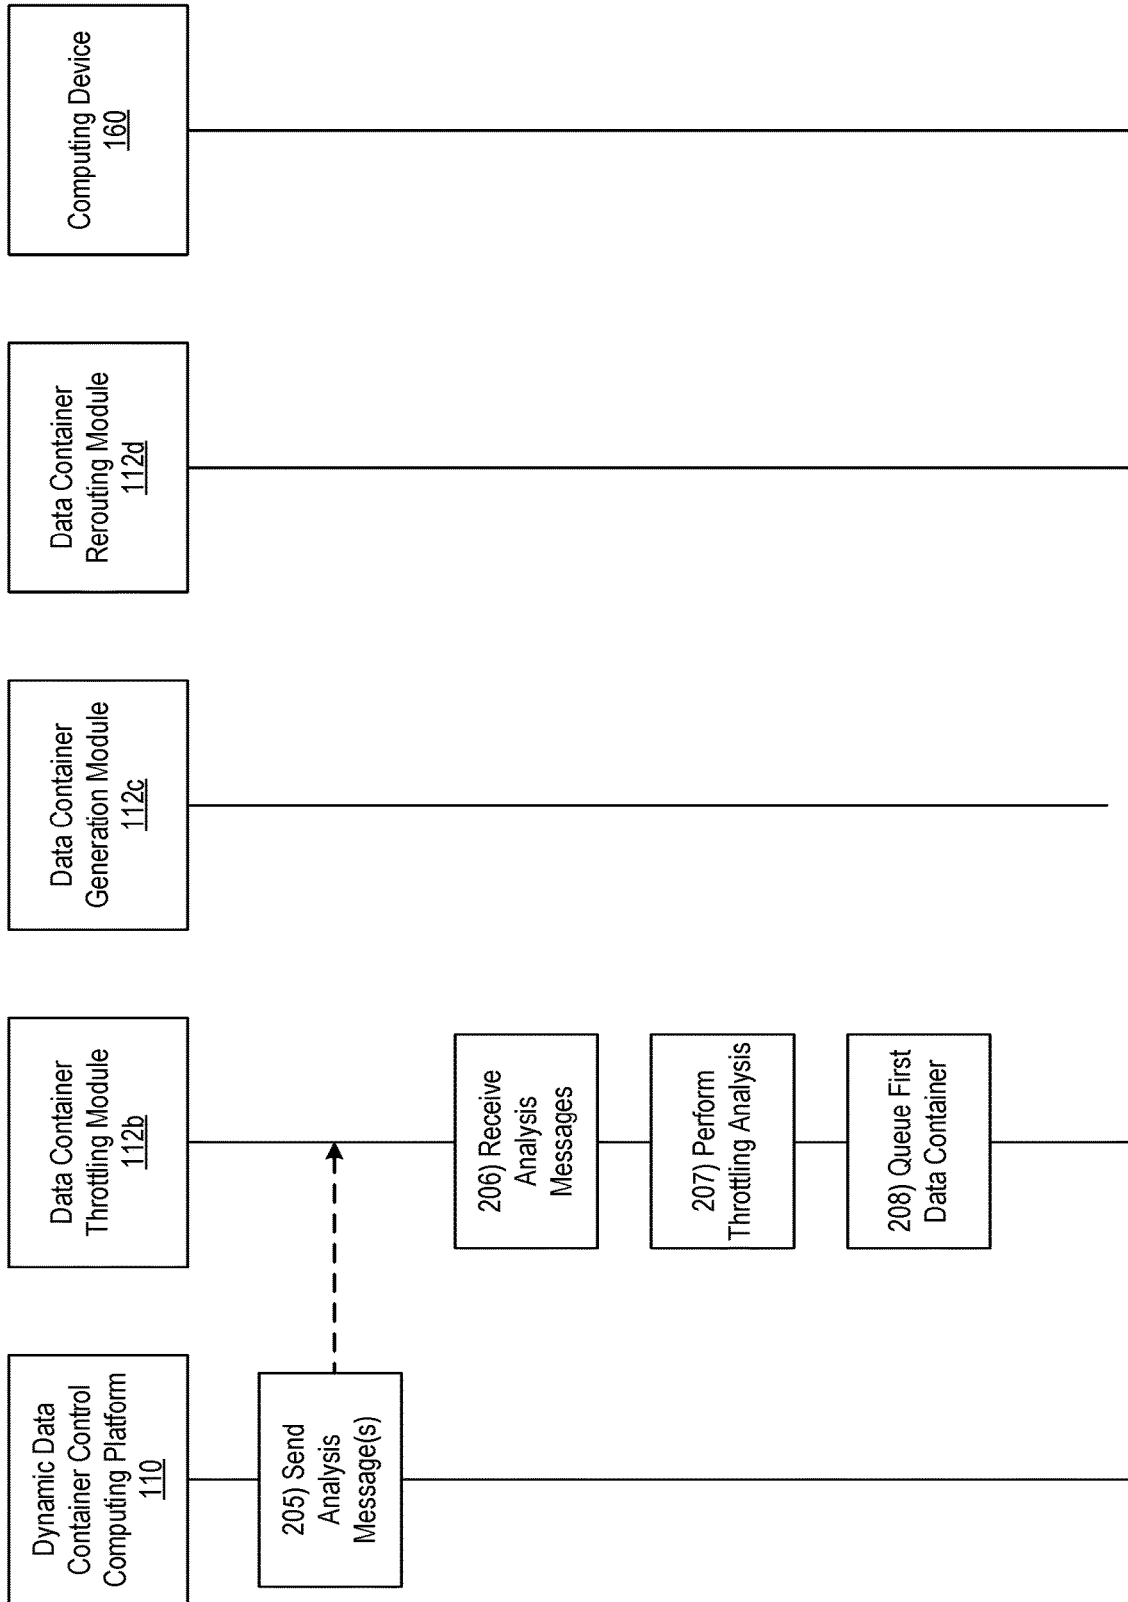 Dynamic Data
Container Control
Computing Platform
110
Data Container
Throttling Module
112b
Data Container
Generation Module
112c
Data Container
Rerouting Module
112d
Computing Device
160
205) Send
Analysis
Message(s)
206) Receive
Analysis
Messages
207) Perform
Throttling Analysis
208) Queue First
Data Container